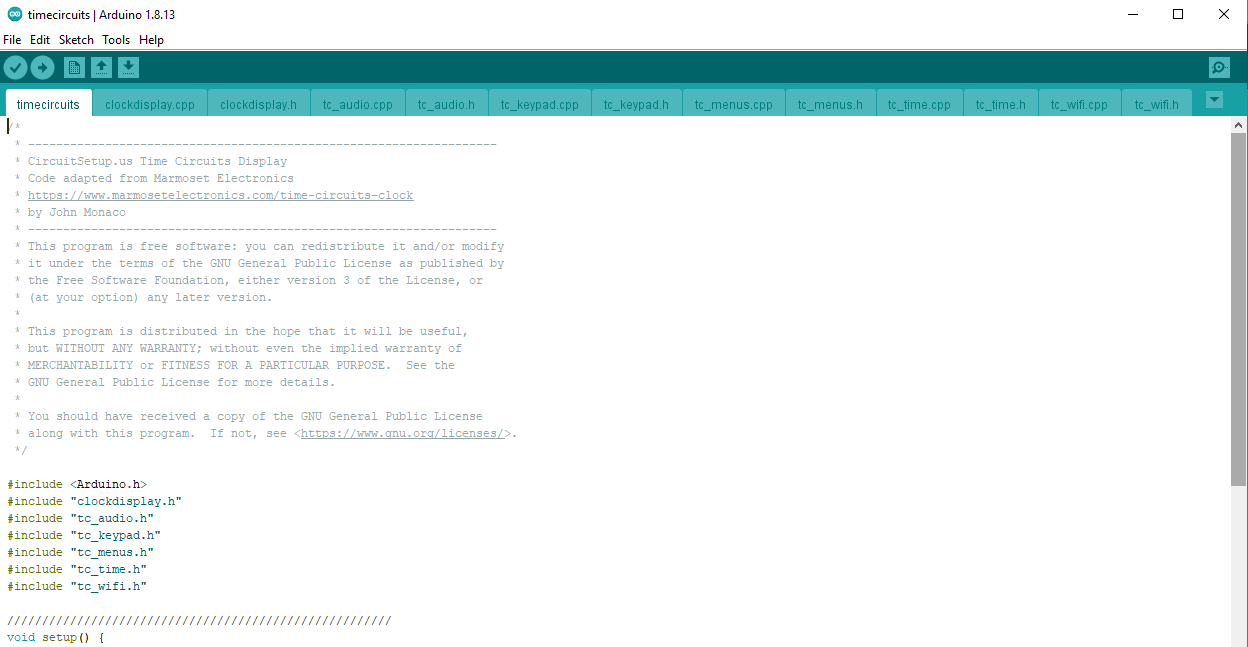 timecircuits | Arduino 1.8.13
File Edit Sketch Tools Help
timecircuits clockdisplay.cpp clockdisplay.h tc_audio.cpp tc_audio.h tc_keypad.cpp tc_keypad.h tc_menus.cpp tc_menus.h tc_time.cpp tc_time.h tc_wifi.cpp tc_wifi.h
/*
 * -------------------------------------------------------------------
 * CircuitSetup.us Time Circuits Display
 * Code adapted from Marmoset Electronics
 * https://www.marmosetelectronics.com/time-circuits-clock
 * by John Monaco
 * -------------------------------------------------------------------
 * This program is free software: you can redistribute it and/or modify
 * it under the terms of the GNU General Public License as published by
 * the Free Software Foundation, either version 3 of the License, or
 * (at your option) any later version.
 *
 * This program is distributed in the hope that it will be useful,
 * but WITHOUT ANY WARRANTY; without even the implied warranty of
 * MERCHANTABILITY or FITNESS FOR A PARTICULAR PURPOSE.  See the
 * GNU General Public License for more details.
 *
 * You should have received a copy of the GNU General Public License
 * along with this program.  If not, see <https://www.gnu.org/licenses/>.
 */
#include <Arduino.h>
#include "clockdisplay.h"
#include "tc_audio.h"
#include "tc_keypad.h"
#include "tc_menus.h"
#include "tc_time.h"
#include "tc_wifi.h"
///////////////////////////////////////////////////////
void setup() {